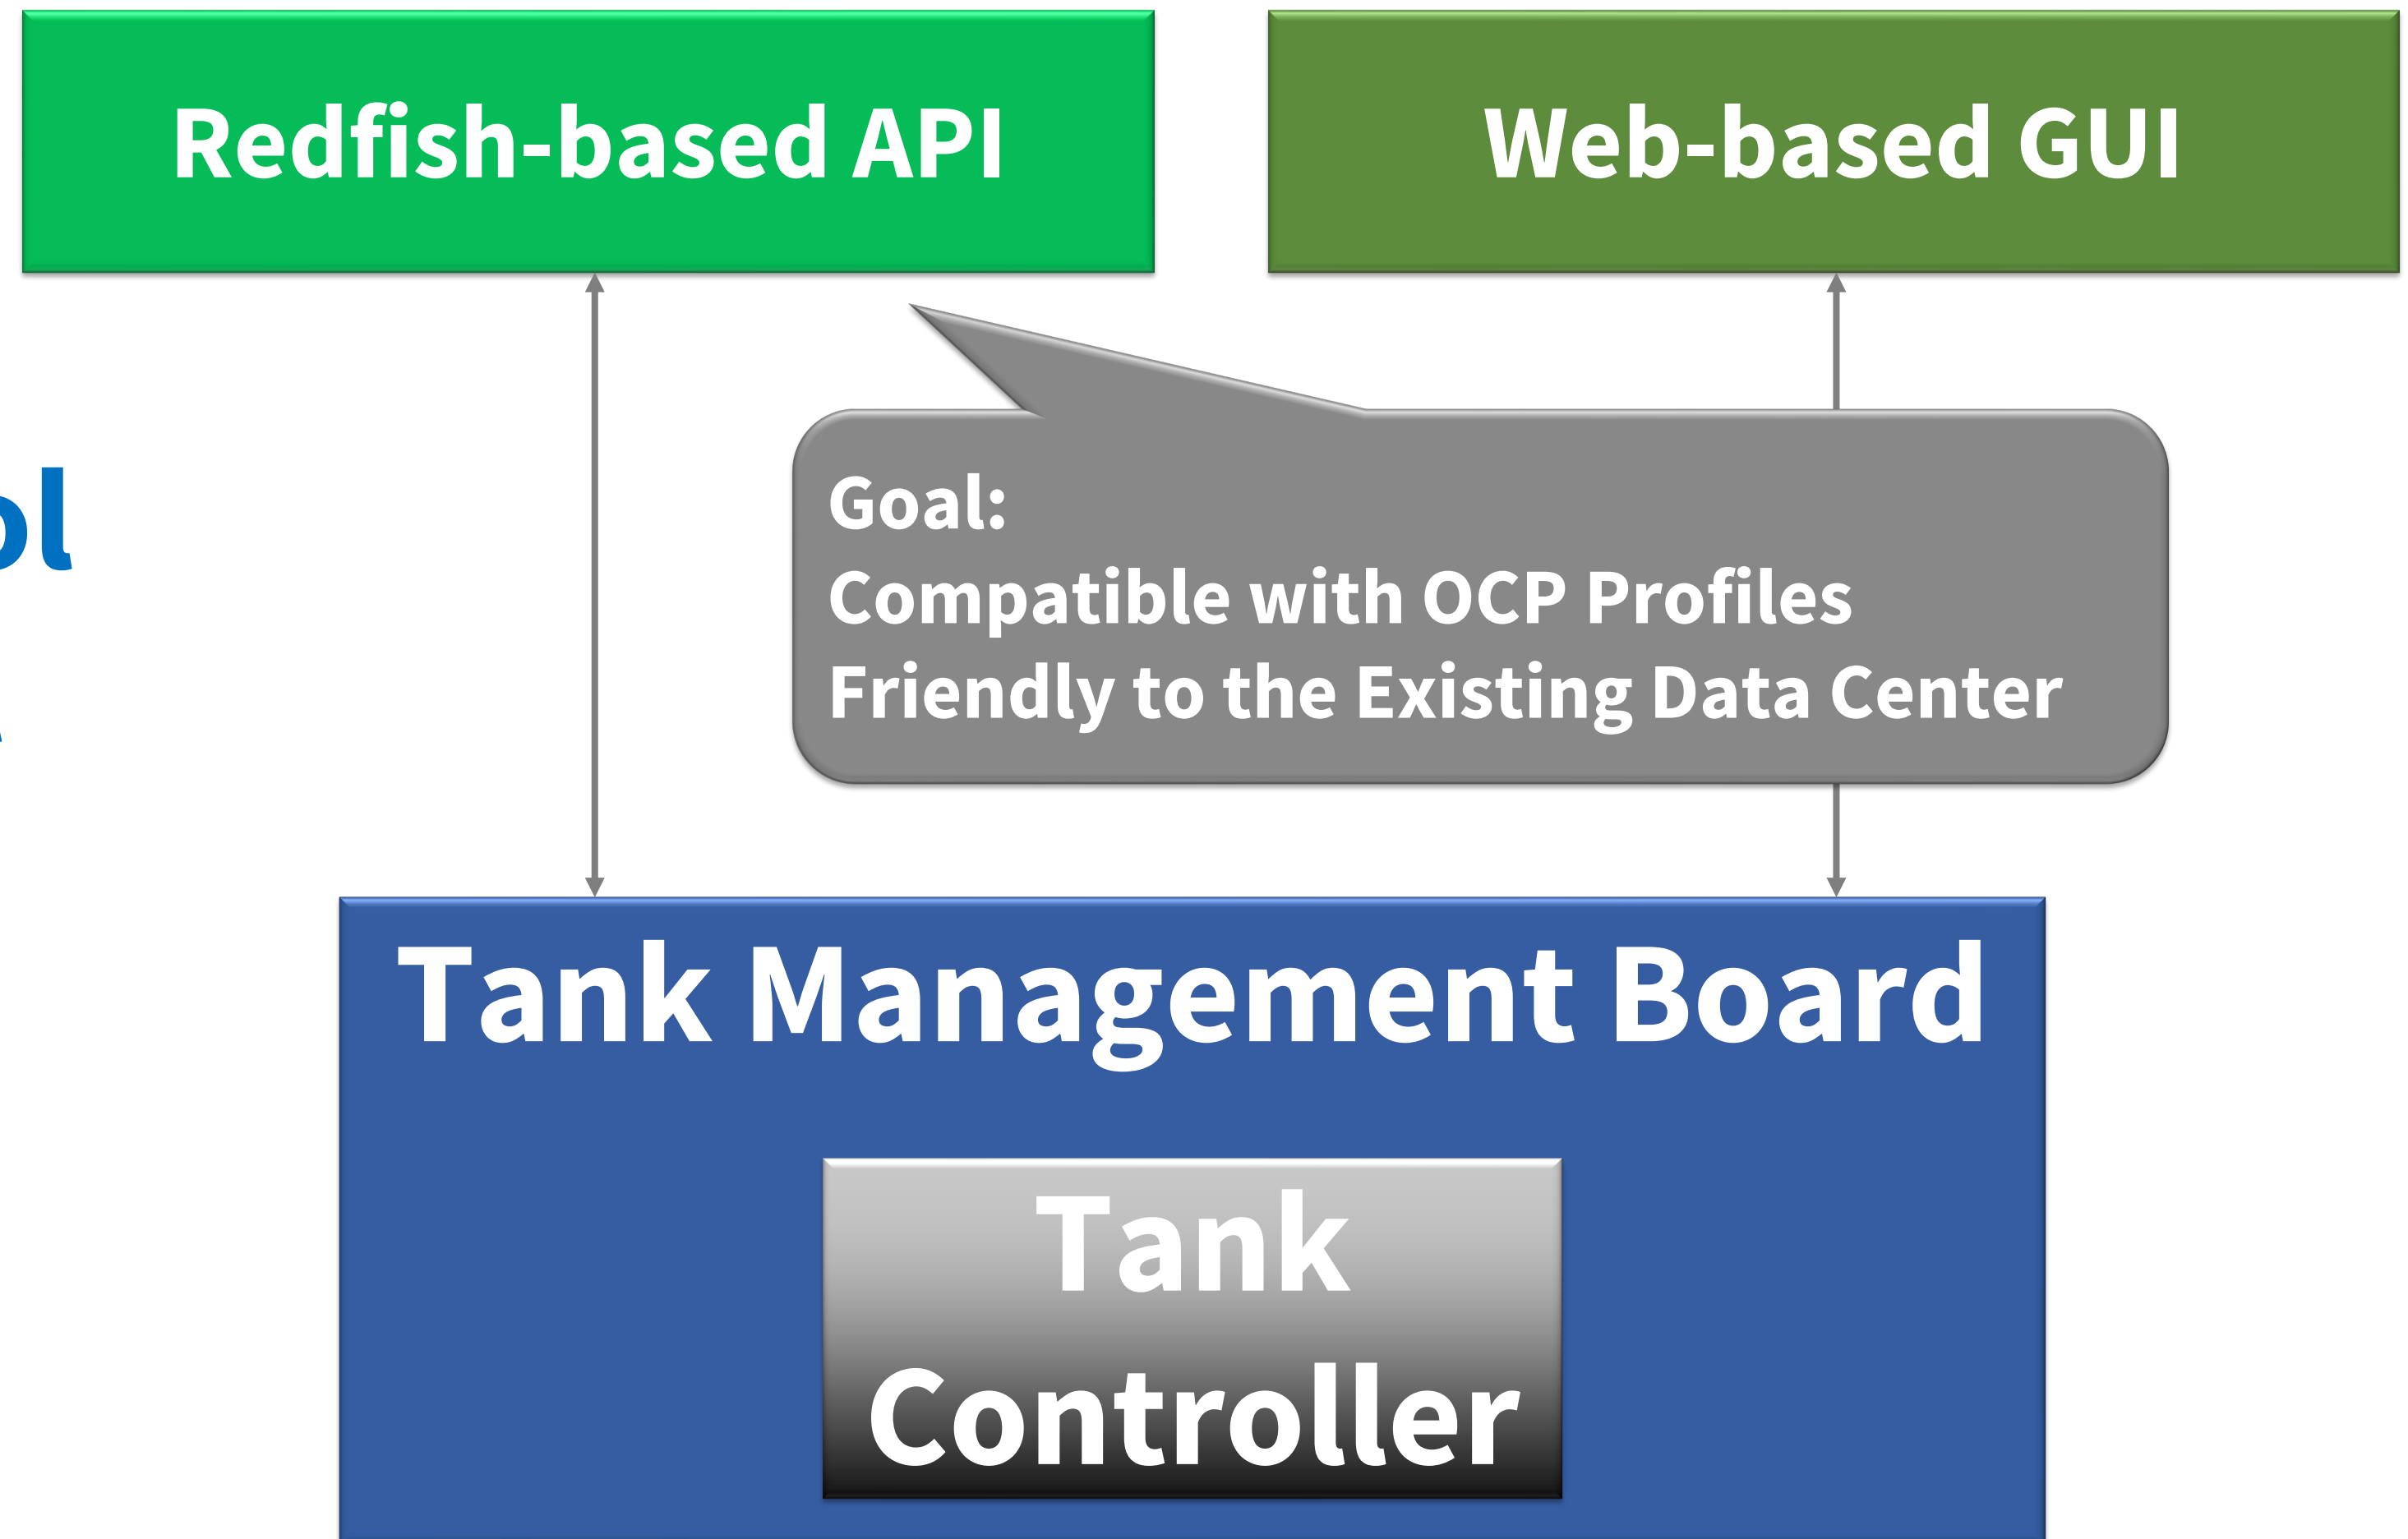 Redfish-based API
Web-based GUI
Goal:
Compatible with OCP Profiles
Friendly to the Existing Data Center
Tank Management Board
Tank
Controller